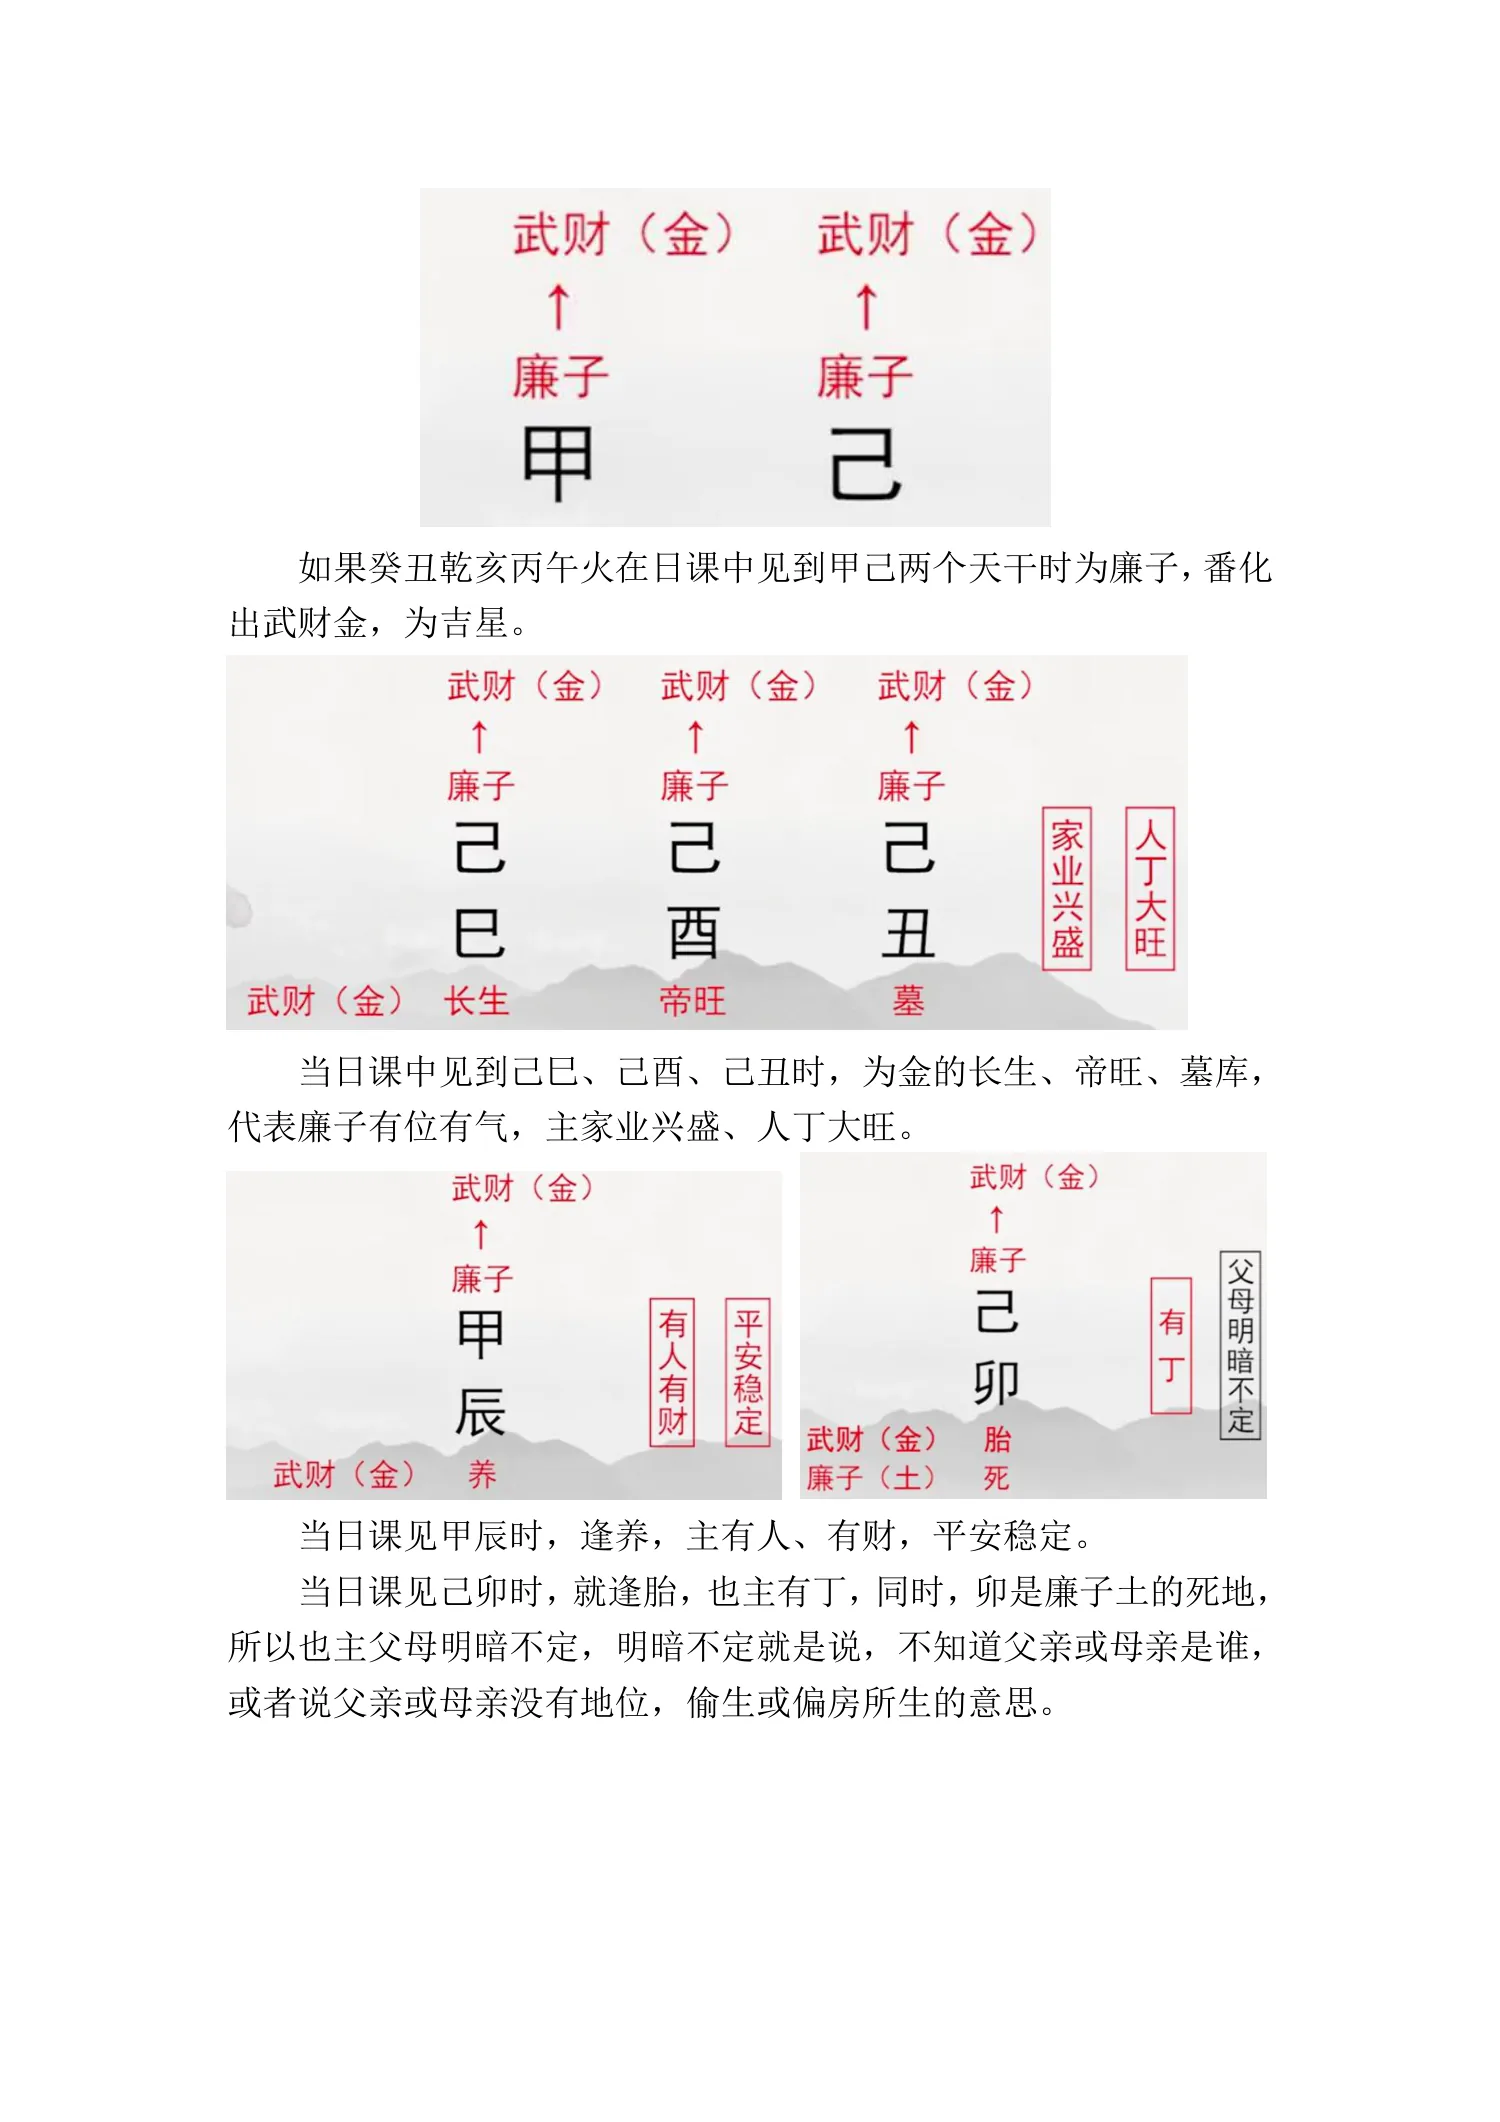 武财（金） 武财（金）
↑ ↑
廉子 廉子
甲 己
如果癸丑乾亥丙午火在日课中见到甲己两个天干时为廉子，番化
出武财金，为吉星。
武财（金） 武财（金） 武财（金）
↑ ↑ ↑
廉子 廉子 廉子
己 己 己
巳 酉 丑
武财（金） 长生 帝旺 墓
家业兴盛
人丁大旺
当日课中见到己巳、己酉、己丑时，为金的长生、帝旺、墓库，
代表廉子有位有气，主家业兴盛、人丁大旺。
武财（金）
↑
廉子
甲
辰
武财（金） 养
有人有财
平安稳定
武财（金）
↑
廉子
己
卯
武财（金） 胎
廉子（土） 死
有丁
父母明暗不定
当日课见甲辰时，逢养，主有人、有财，平安稳定。
当日课见己卯时，就逢胎，也主有丁，同时，卯是廉子土的死地，
所以也主父母明暗不定，明暗不定就是说，不知道父亲或母亲是谁，
或者说父亲或母亲没有地位，偷生或偏房所生的意思。